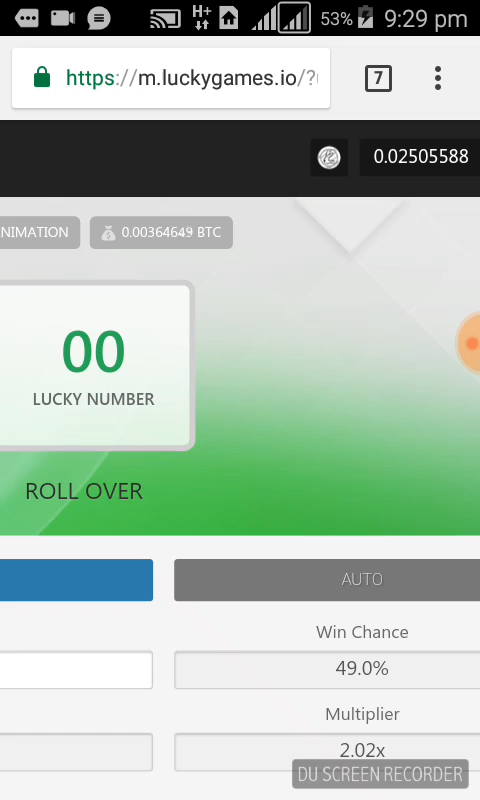 53% 9:29 pm
H+
https://m.luckygames.io/?
7
0.02505588
NIMATION 0.00364649 BTC
00
LUCKY NUMBER
ROLL OVER
AUTO
Win Chance
49.0%
Multiplier
2.02x
DU SCREEN RECORDER